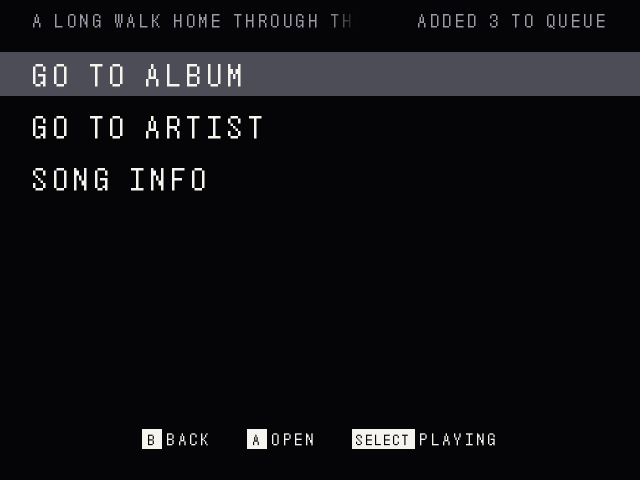 A LONG WALK HOME THROUGH TH
ADDED 3 TO QUEUE
GO TO ALBUM
GO TO ARTIST
SONG INFO
B BACK A OPEN SELECT PLAYING